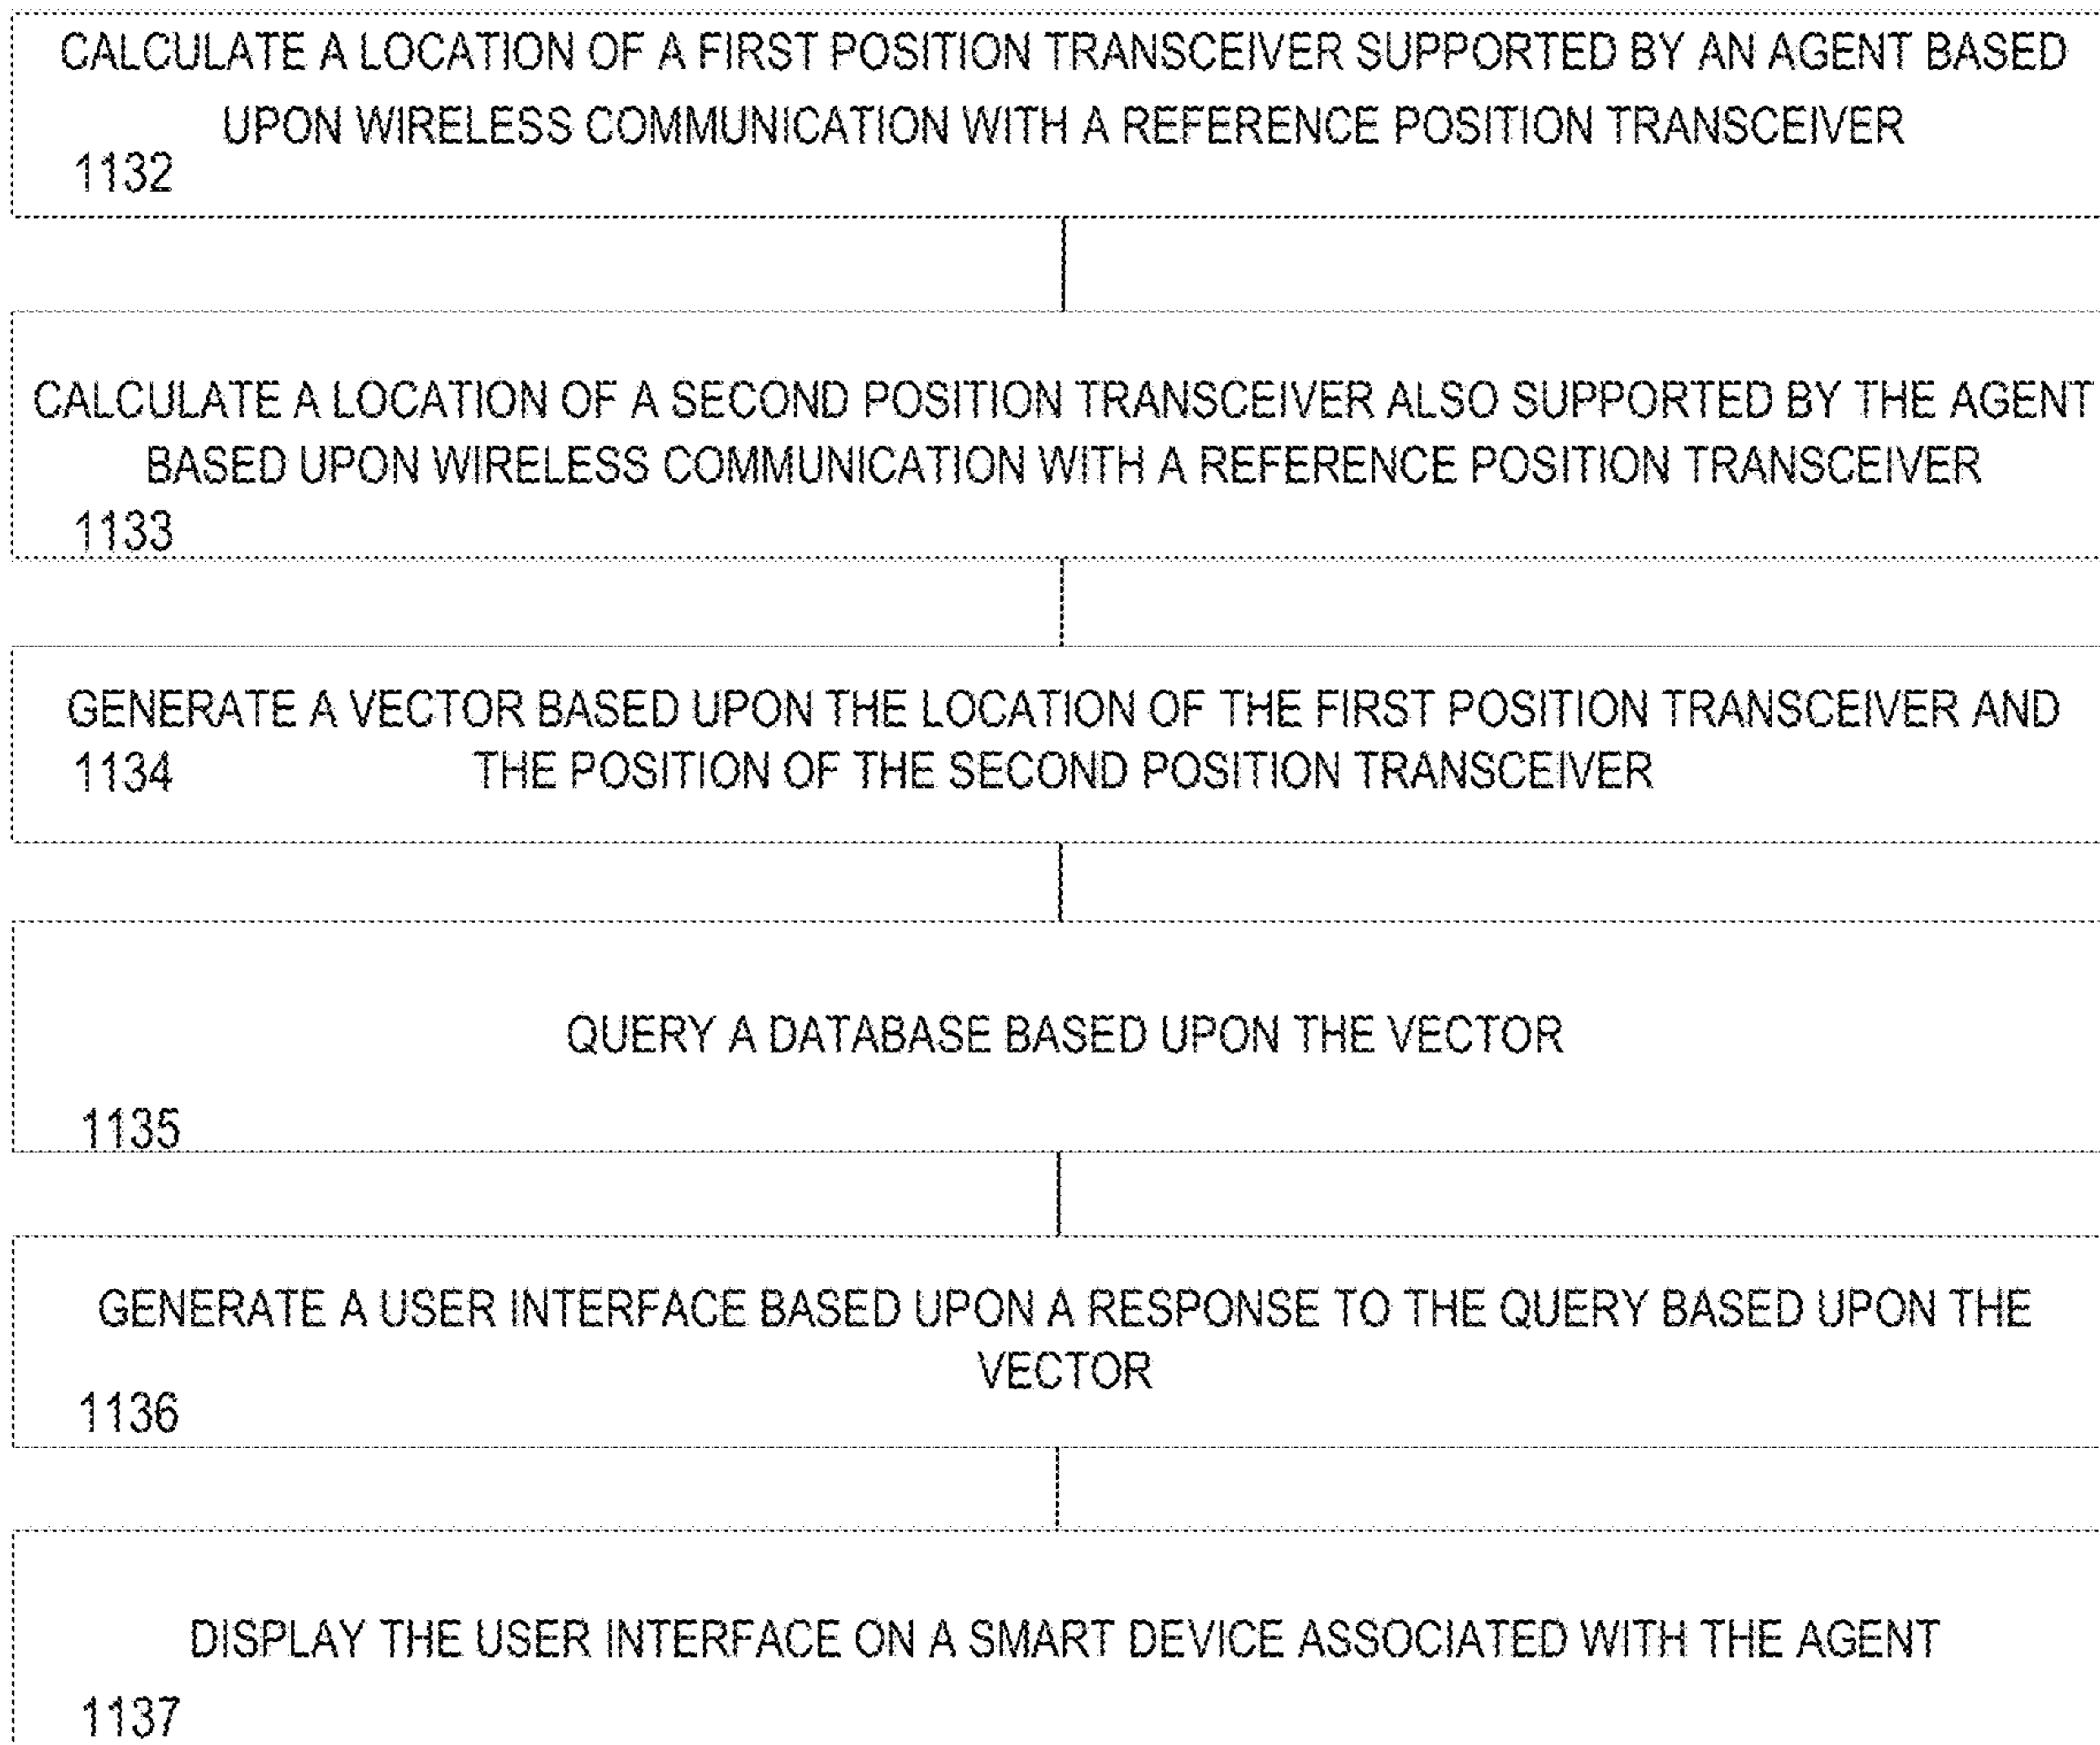 CALCULATE A LOCATION OF A FIRST POSITION TRANSCEIVER SUPPORTED BY AN AGENT BASED
UPON WIRELESS COMMUNICATION WITH A REFERENCE POSITION TRANSCEIVER
1132
CALCULATE A LOCATION OF A SECOND POSITION TRANSCEIVER ALSO SUPPORTED BY THE AGENT
BASED UPON WIRELESS COMMUNICATION WITH A REFERENCE POSITION TRANSCEIVER
1133
GENERATE A VECTOR BASED UPON THE LOCATION OF THE FIRST POSITION TRANSCEIVER AND
1134 THE POSITION OF THE SECOND POSITION TRANSCEIVER
QUERY A DATABASE BASED UPON THE VECTOR
1135
GENERATE A USER INTERFACE BASED UPON A RESPONSE TO THE QUERY BASED UPON THE
VECTOR
1136
DISPLAY THE USER INTERFACE ON A SMART DEVICE ASSOCIATED WITH THE AGENT
1137